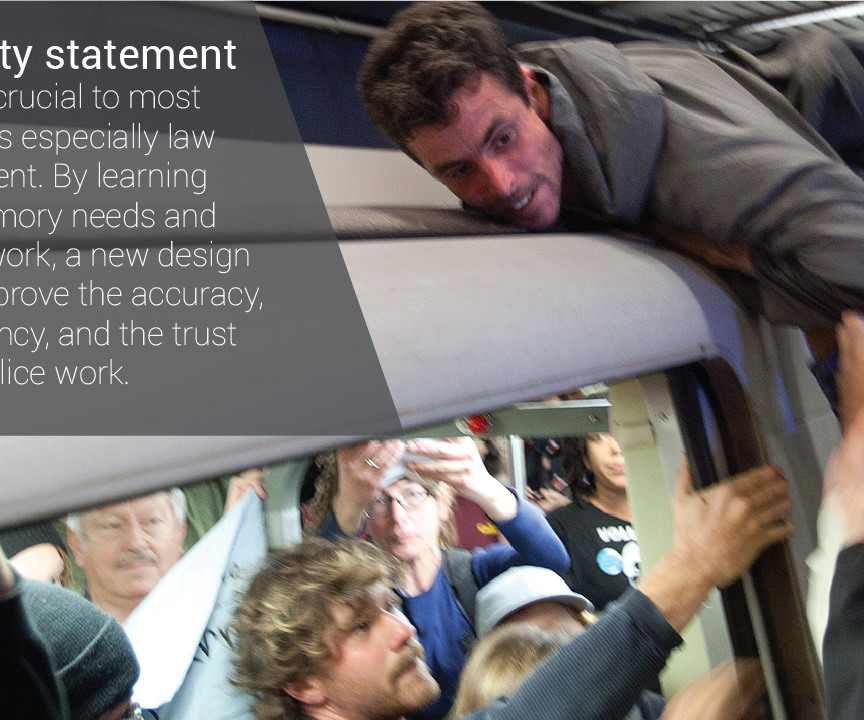 ty statement
crucial to most
s especially law
ent. By learning
mory needs and
work, a new design
prove the accuracy,
ncy, and the trust
lice work.